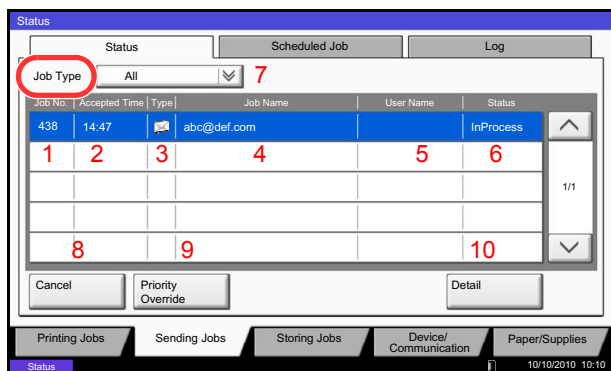 Status
Status Scheduled Job Log
Job Type All 7
Job No. Accepted Time Type Job Name User Name Status
438 14:47 abc@def.com InProcess
1 2 3 4 5 6
1/1
8 9 10
Cancel Priority Detail
Override
Printing Jobs Sending Jobs Storing Jobs Device/ Paper/Supplies
Communication
Status 10/10/2010 10:10